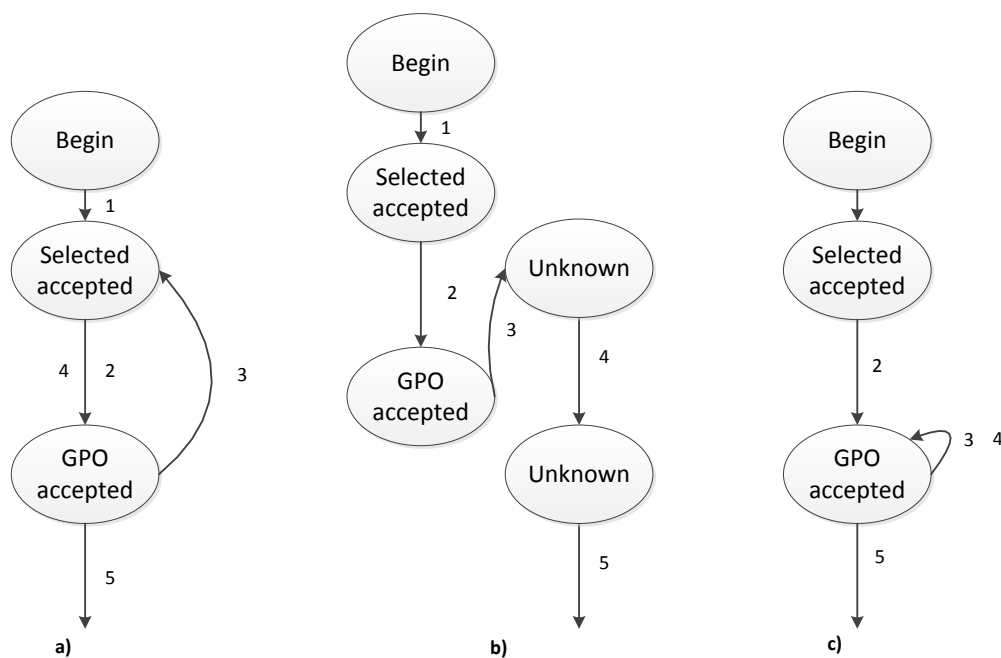 Begin
1
Selected
accepted
4 2
3
GPO
accepted
5
a)
Begin
1
Selected
accepted
2
3
Unknown
4
GPO
accepted
Unknown
5
b)
Begin
Selected
accepted
2
3 4
GPO
accepted
5
c)